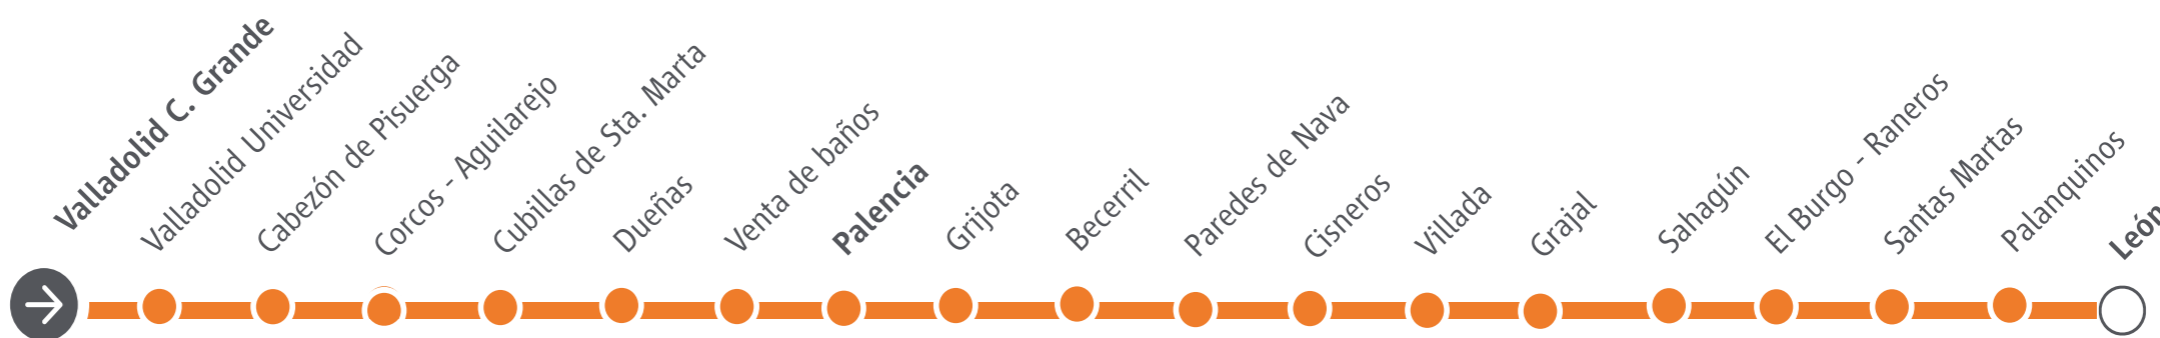 Valladolid C. Grande
Valladolid Universidad
Cabezón de Pisuerga
Corcos - Aguilarejo
Cubillas de Sta. Marta
Dueñas
Venta de baños
Palencia
Grijota
Becerril
Paredes de Nava
Cisneros
Villada
Grajal
Sahagún
El Burgo - Raneros
Santas Martas
Palanquinos
León